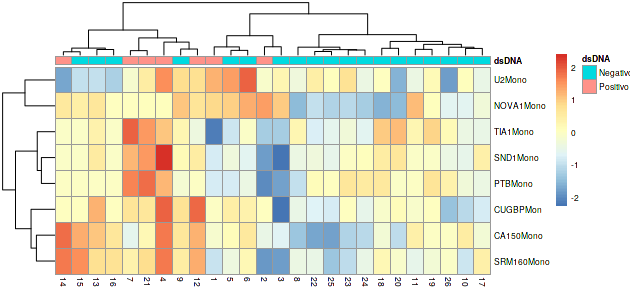 dsDNA
U2Mono
NOVA1Mono
TIA1Mono
SND1Mono
PTBMono
CUGBPMon
CA150Mono
SRM160Mono
14 15 13 16 7 21 4 9 12 1 5 6 2 3 8 22 25 23 24 18 20 11 19 26 10 17
2
1
0
-1
-2
dsDNA
Negative
Positive